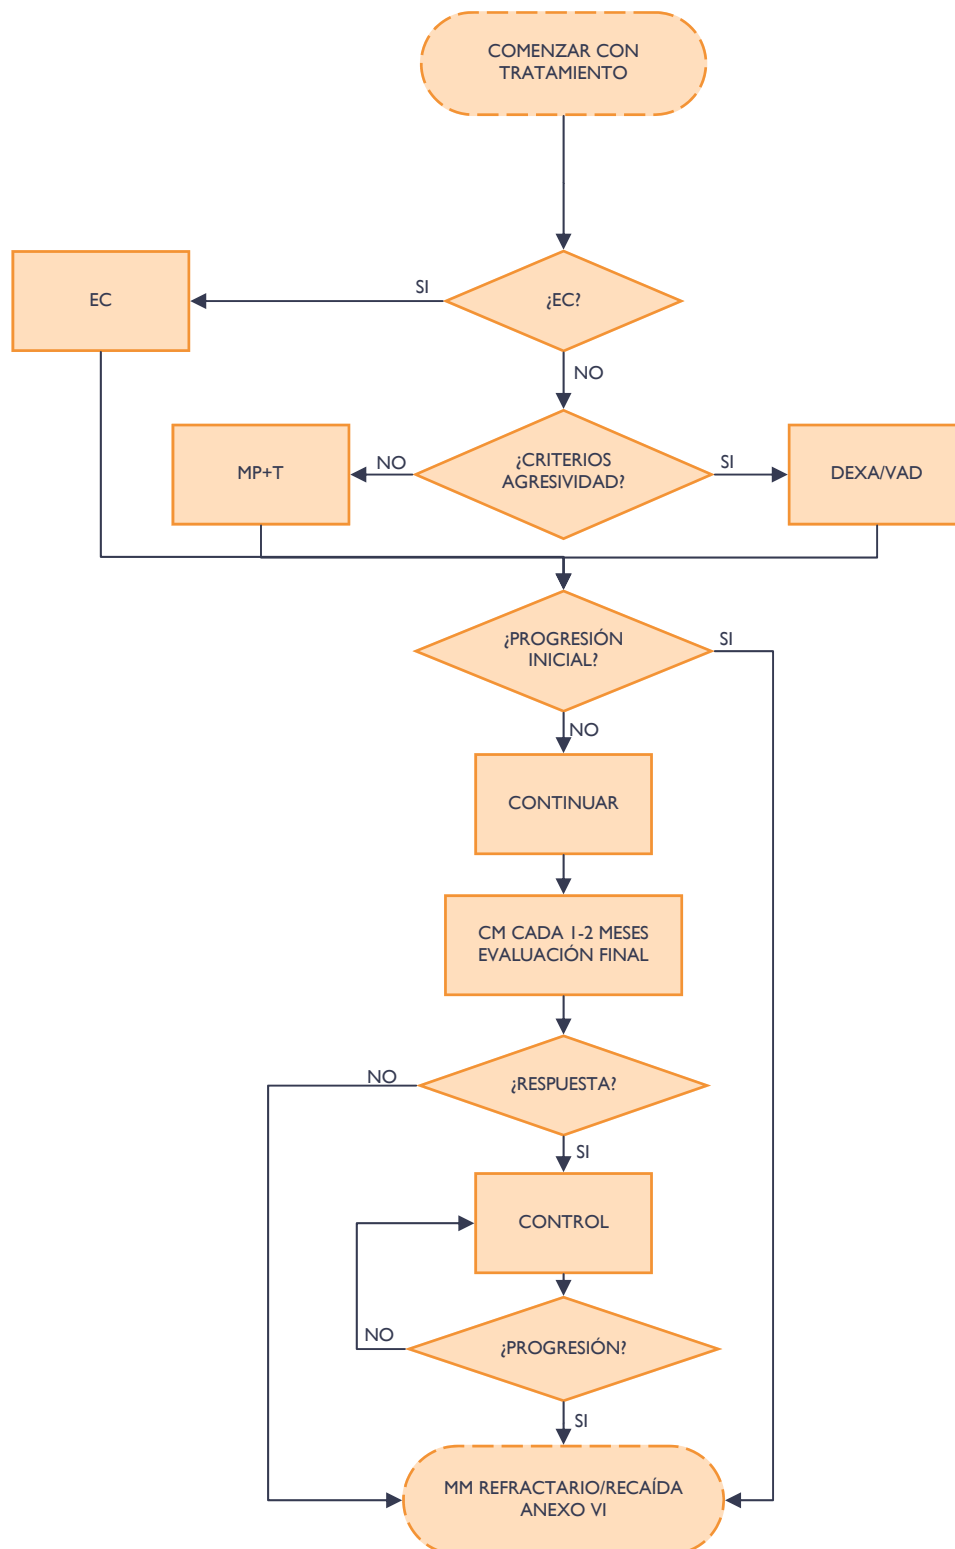 COMENZAR CON
TRATAMIENTO
SI
EC
¿EC?
NO
MP+T
NO
¿CRITERIOS
AGRESIVIDAD?
SI
DEXA/VAD
¿PROGRESIÓN
INICIAL?
SI
NO
CONTINUAR
CM CADA 1-2 MESES
EVALUACIÓN FINAL
NO
¿RESPUESTA?
SI
CONTROL
NO
¿PROGRESIÓN?
SI
MM REFRACTARIO/RECAÍDA
ANEXO VI